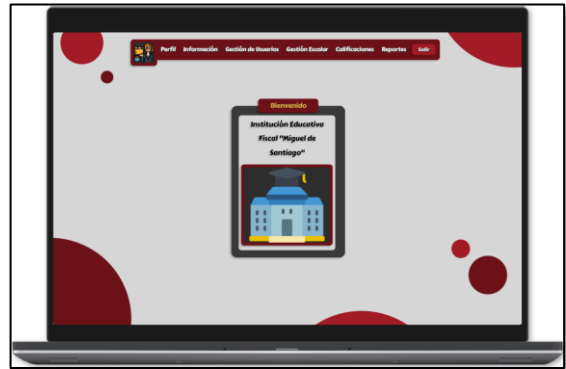 Perfil Información Gestión de Usuarios Gestión Escolar Calificaciones Reportes Salir
Bienvenido
Institución Educativa
Fiscal "Miguel de
Santiago"